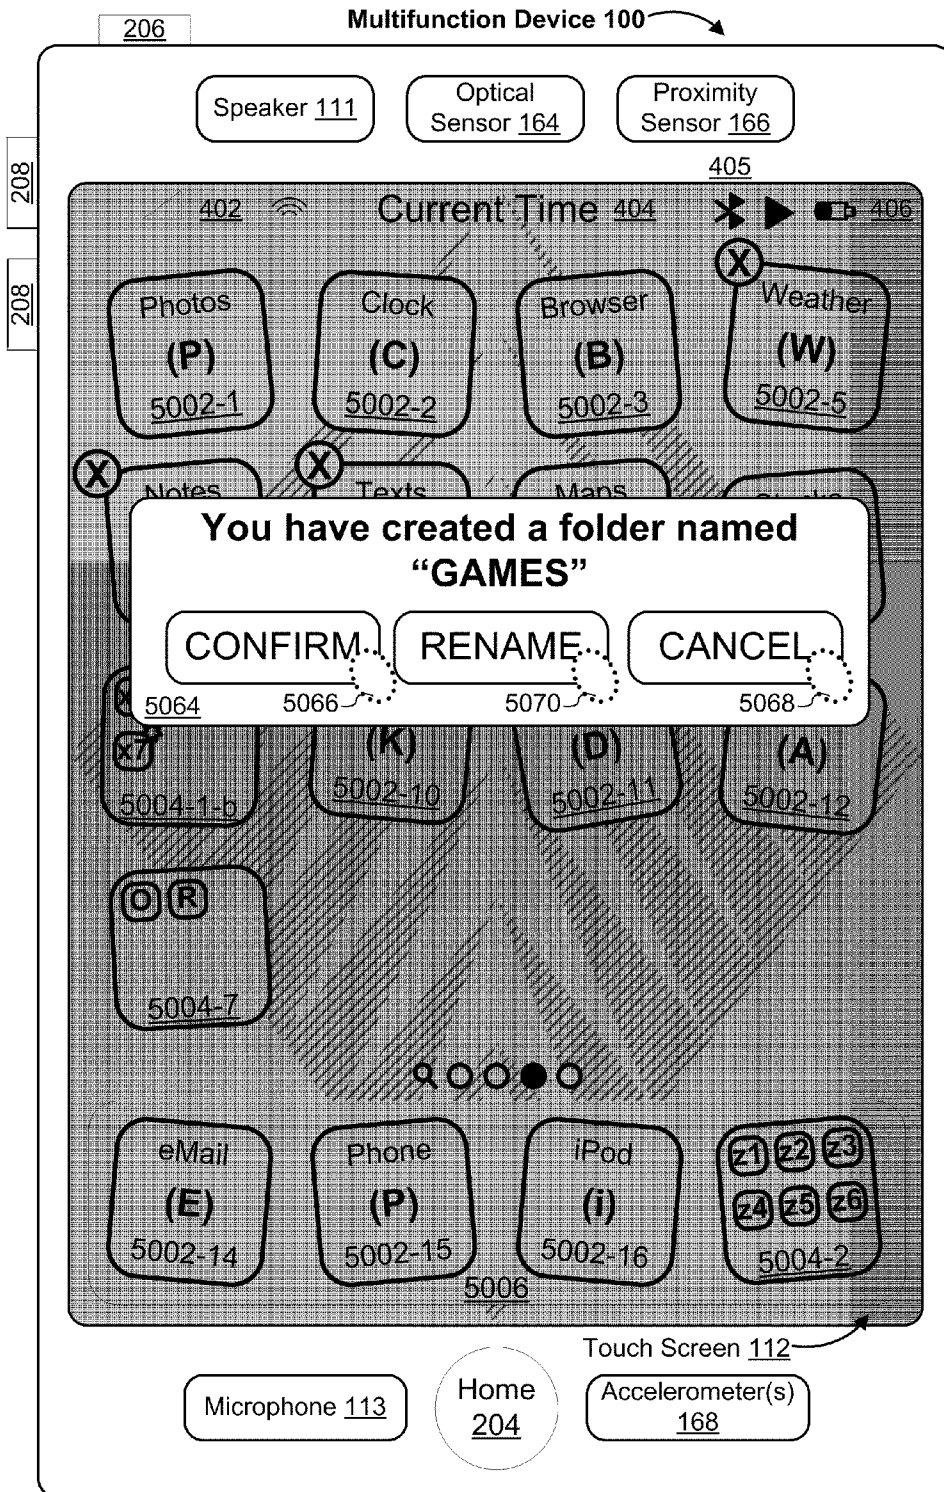 206
Multifunction Device 100
Speaker 111
Optical
Sensor 164
Proximity
Sensor 166
208
208
405
402
Current Time 404
406
X
Photos
(P)
5002-1
Clock
(C)
5002-2
Browser
(B)
5002-3
Weather
(W)
5002-5
X
Notes
X
Texts
Maps
You have created a folder named
“GAMES”
CONFIRM
RENAME
CANCEL
5064
5066
5070
5068
x7
5004-1-b
(K)
5002-10
(D)
5002-11
(A)
5002-12
O R
5004-7
eMail
(E)
5002-14
Phone
(P)
5002-15
iPod
(i)
5002-16
z1 z2 z3
z4 z5 z6
5004-2
5006
Touch Screen 112
Microphone 113
Home
204
Accelerometer(s)
168